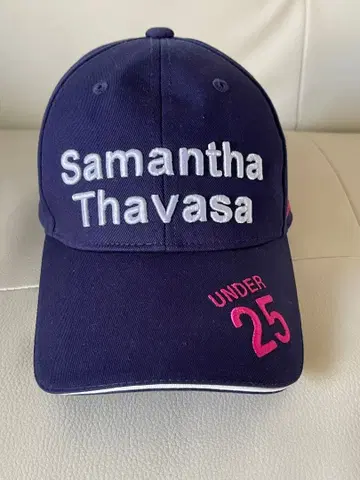 Samantha
Thavasa
UNDER
25